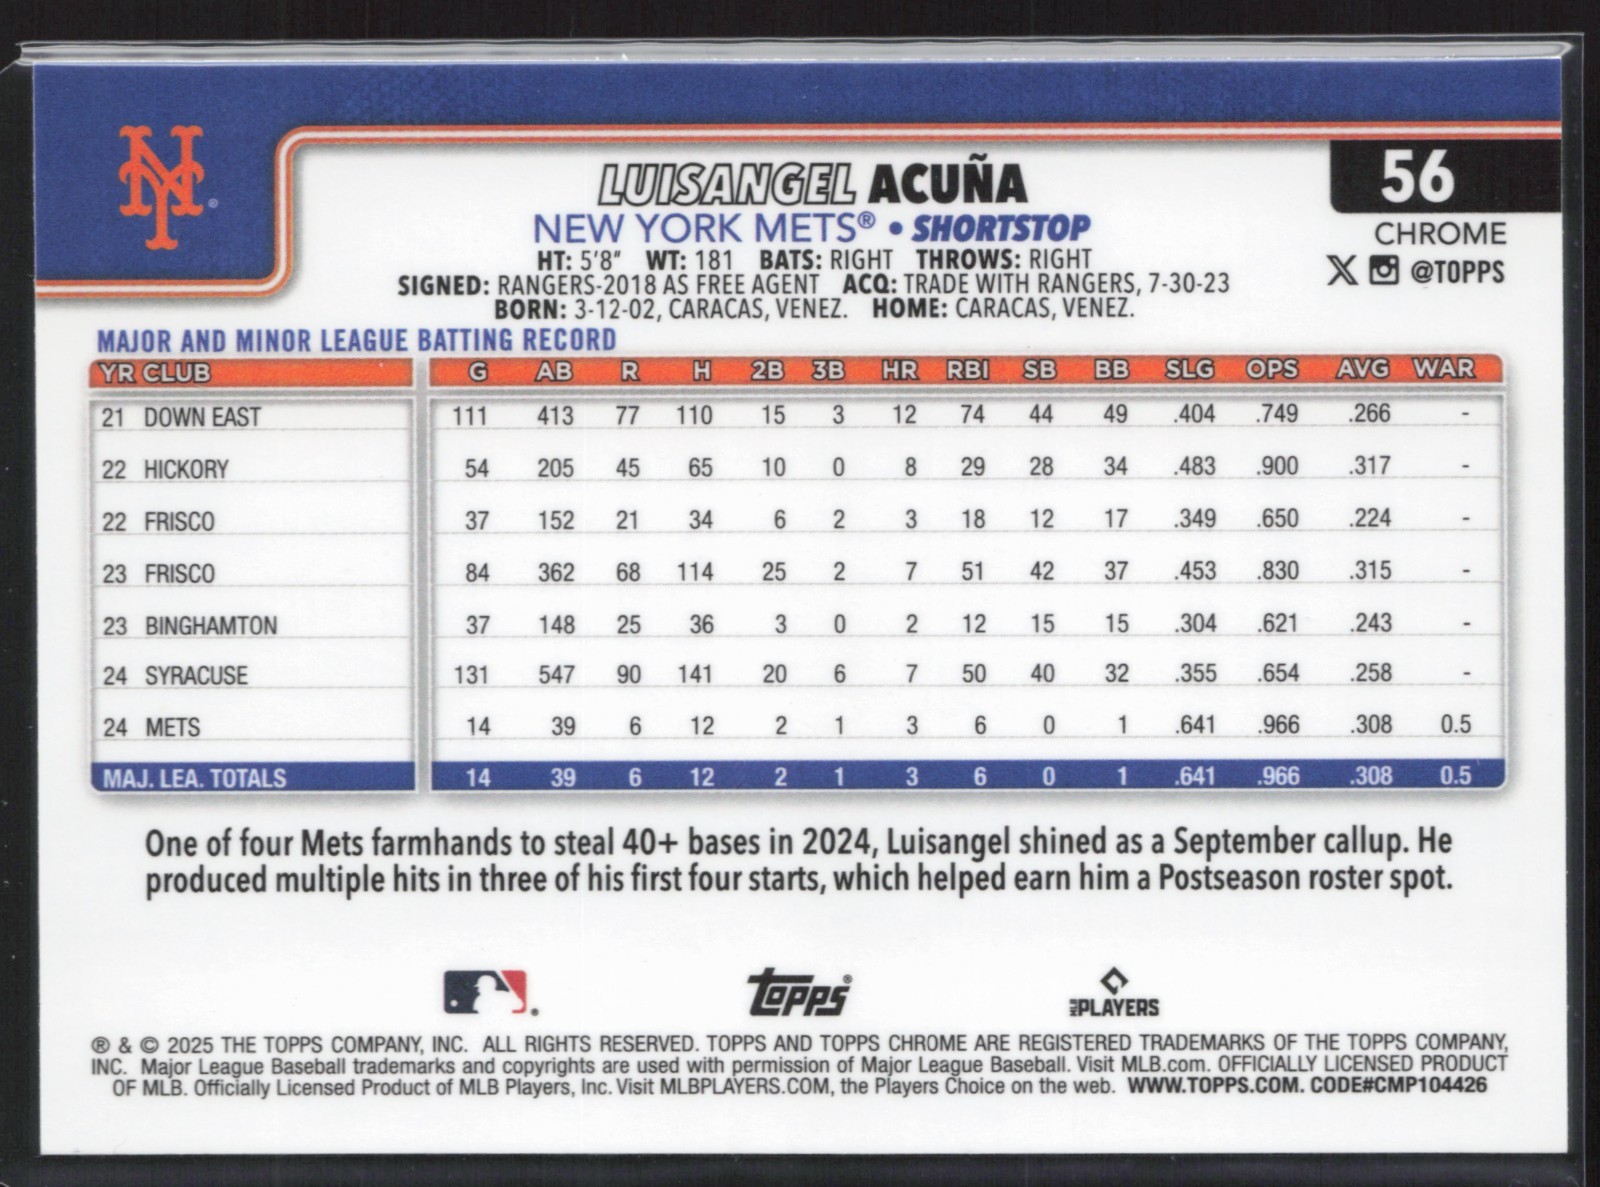 NY
LUISANGEL ACUÑA
56
NEW YORK METS® • SHORTSTOP
CHROME
HT: 5'8" WT: 181 BATS: RIGHT THROWS: RIGHT
X @TOPPS
SIGNED: RANGERS-2018 AS FREE AGENT ACQ: TRADE WITH RANGERS, 7-30-23
BORN: 3-12-02, CARACAS, VENEZ. HOME: CARACAS, VENEZ.
MAJOR AND MINOR LEAGUE BATTING RECORD
YR CLUB G AB R H 2B 3B HR RBI SB BB SLG OPS AVG WAR
21 DOWN EAST 111 413 77 110 15 3 12 74 44 49 .404 .749 .266 -
22 HICKORY 54 205 45 65 10 0 8 29 28 34 .483 .900 .317 -
22 FRISCO 37 152 21 34 6 2 3 18 12 17 .349 .650 .224 -
23 FRISCO 84 362 68 114 25 2 7 51 42 37 .453 .830 .315 -
23 BINGHAMTON 37 148 25 36 3 0 2 12 15 15 .304 .621 .243 -
24 SYRACUSE 131 547 90 141 20 6 7 50 40 32 .355 .654 .258 -
24 METS 14 39 6 12 2 1 3 6 0 1 .641 .966 .308 0.5
MAJ. LEA. TOTALS 14 39 6 12 2 1 3 6 0 1 .641 .966 .308 0.5
One of four Mets farmhands to steal 40+ bases in 2024, Luisangel shined as a September callup. He
produced multiple hits in three of his first four starts, which helped earn him a Postseason roster spot.
Topps®
MLB PLAYERS
® & © 2025 THE TOPPS COMPANY, INC. ALL RIGHTS RESERVED. TOPPS AND TOPPS CHROME ARE REGISTERED TRADEMARKS OF THE TOPPS COMPANY,
INC. Major League Baseball trademarks and copyrights are used with permission of Major League Baseball. Visit MLB.com. OFFICIALLY LICENSED PRODUCT
OF MLB. Officially Licensed Product of MLB Players, Inc. Visit MLBPLAYERS.COM, the Players Choice on the web. WWW.TOPPS.COM. CODE#CMP104426